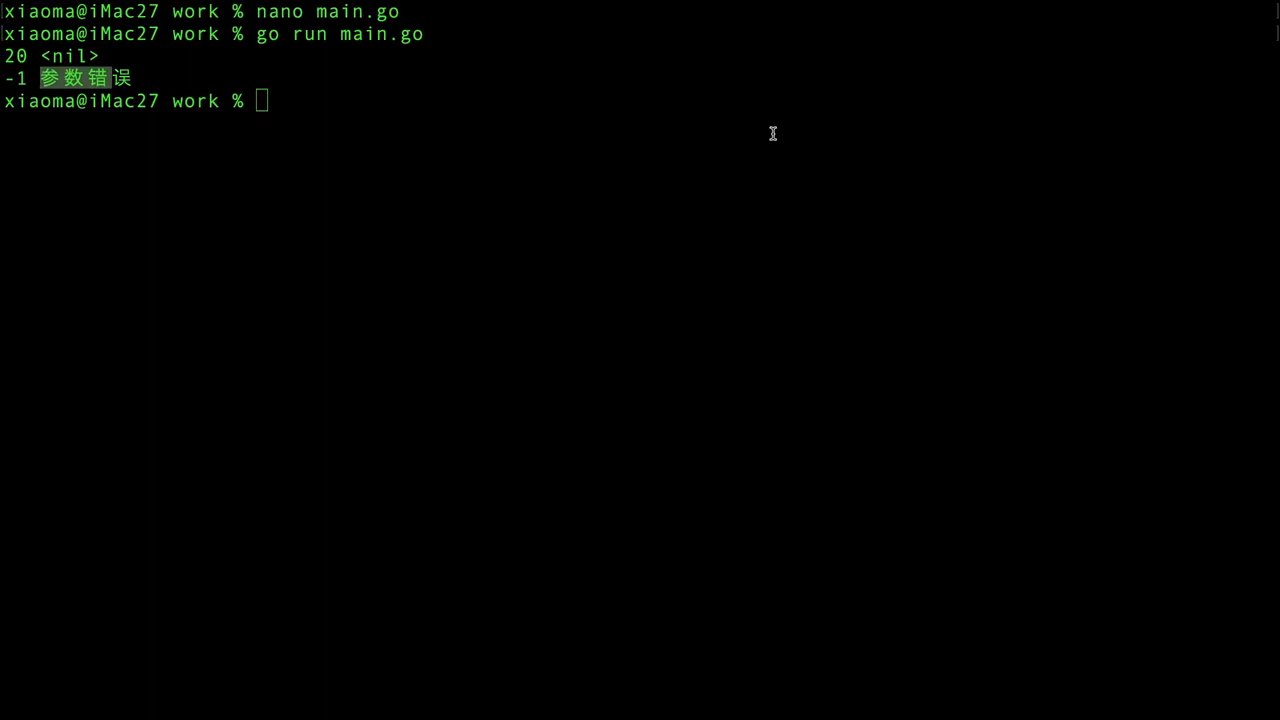 xiaoma@iMac27 work % nano main.go
xiaoma@iMac27 work % go run main.go
20 <nil>
-1 参数错误
xiaoma@iMac27 work %